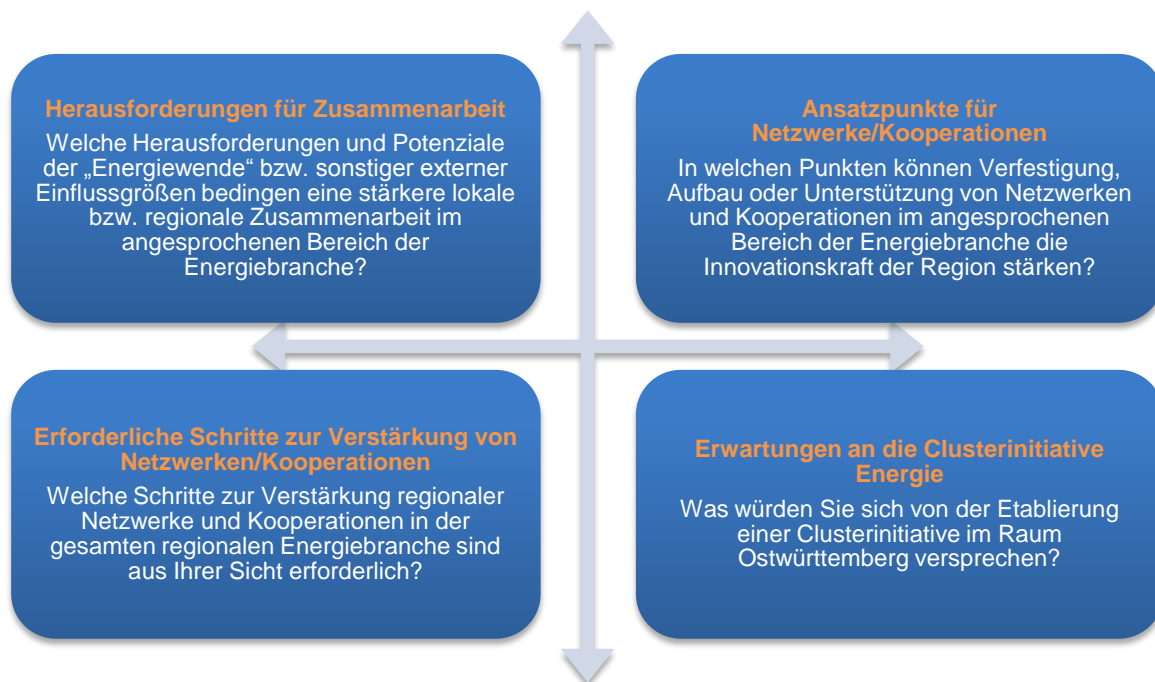 Herausforderungen für Zusammenarbeit
Welche Herausforderungen und Potenziale
der „Energiewende“ bzw. sonstiger externer
Einflussgrößen bedingen eine stärkere lokale
bzw. regionale Zusammenarbeit im
angesprochenen Bereich der
Energiebranche?
Ansatzpunkte für
Netzwerke/Kooperationen
In welchen Punkten können Verfestigung,
Aufbau oder Unterstützung von Netzwerken
und Kooperationen im angesprochenen
Bereich der Energiebranche die
Innovationskraft der Region stärken?
Erforderliche Schritte zur Verstärkung von
Netzwerken/Kooperationen
Welche Schritte zur Verstärkung regionaler
Netzwerke und Kooperationen in der
gesamten regionalen Energiebranche sind
aus Ihrer Sicht erforderlich?
Erwartungen an die Clusterinitiative
Energie
Was würden Sie sich von der Etablierung
einer Clusterinitiative im Raum
Ostwürttemberg versprechen?